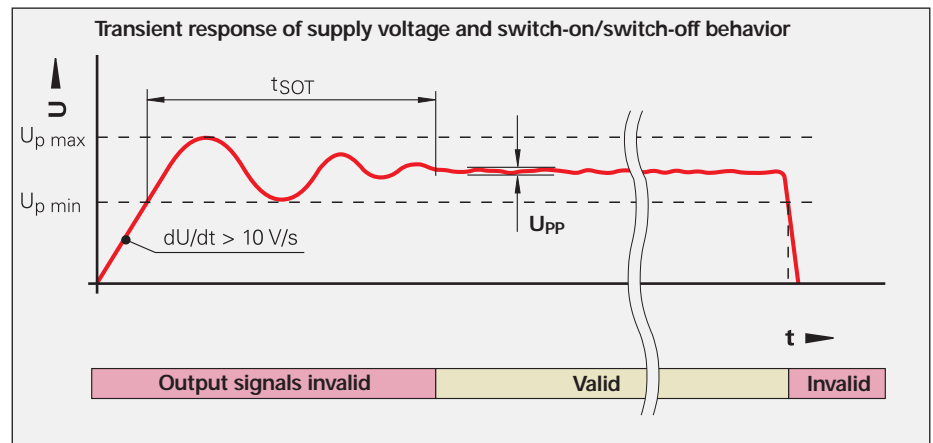 Transient response of supply voltage and switch-on/switch-off behavior
U
tSOT
Up max
Up min
dU/dt > 10 V/s
UPP
t
Output signals invalid
Valid
Invalid